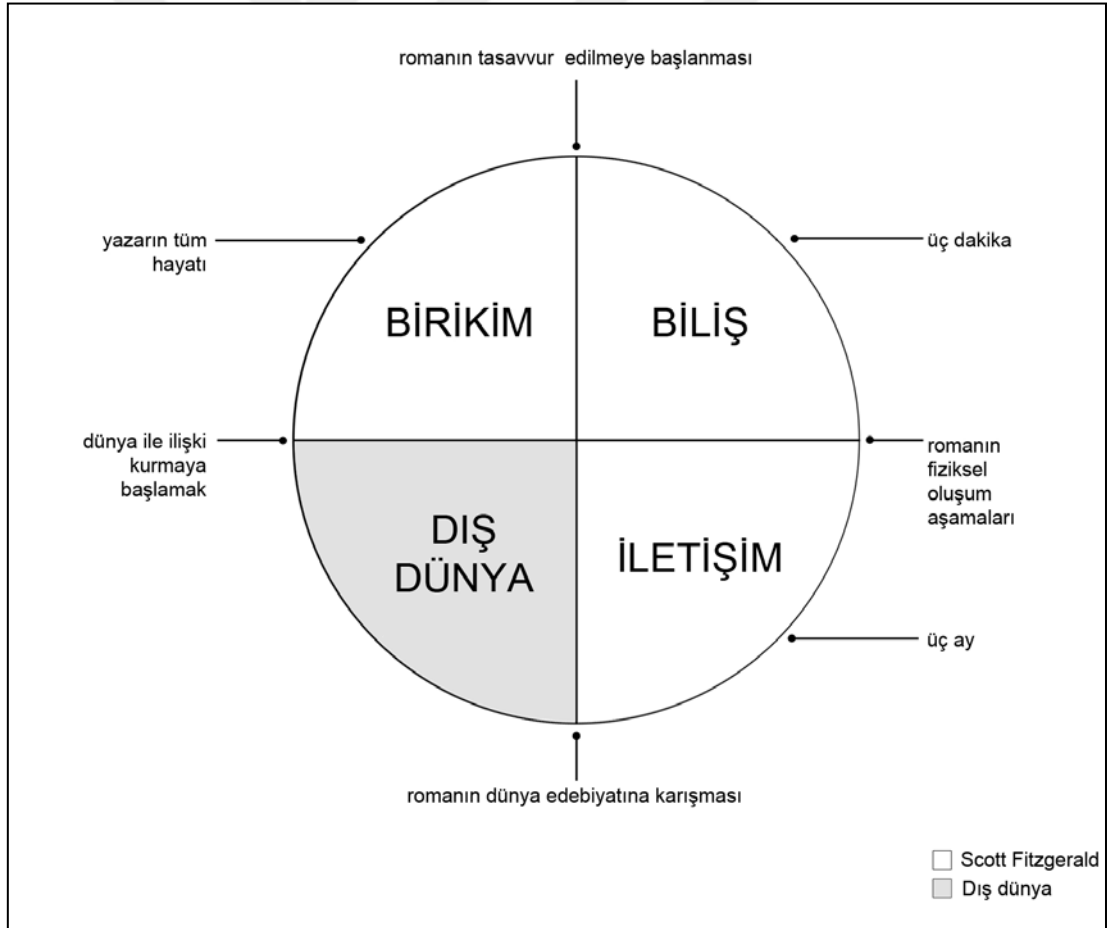 romanın tasavvur edilmeye başlanması
yazarın tüm
hayatı
üç dakika
BİRİKİM
BİLİŞ
dünya ile ilişki
kurmaya
başlamak
romanın
fiziksel
oluşum
aşamaları
DIŞ
DÜNYA
İLETİŞİM
üç ay
romanın dünya edebiyatına karışması
Scott Fitzgerald
Dış dünya